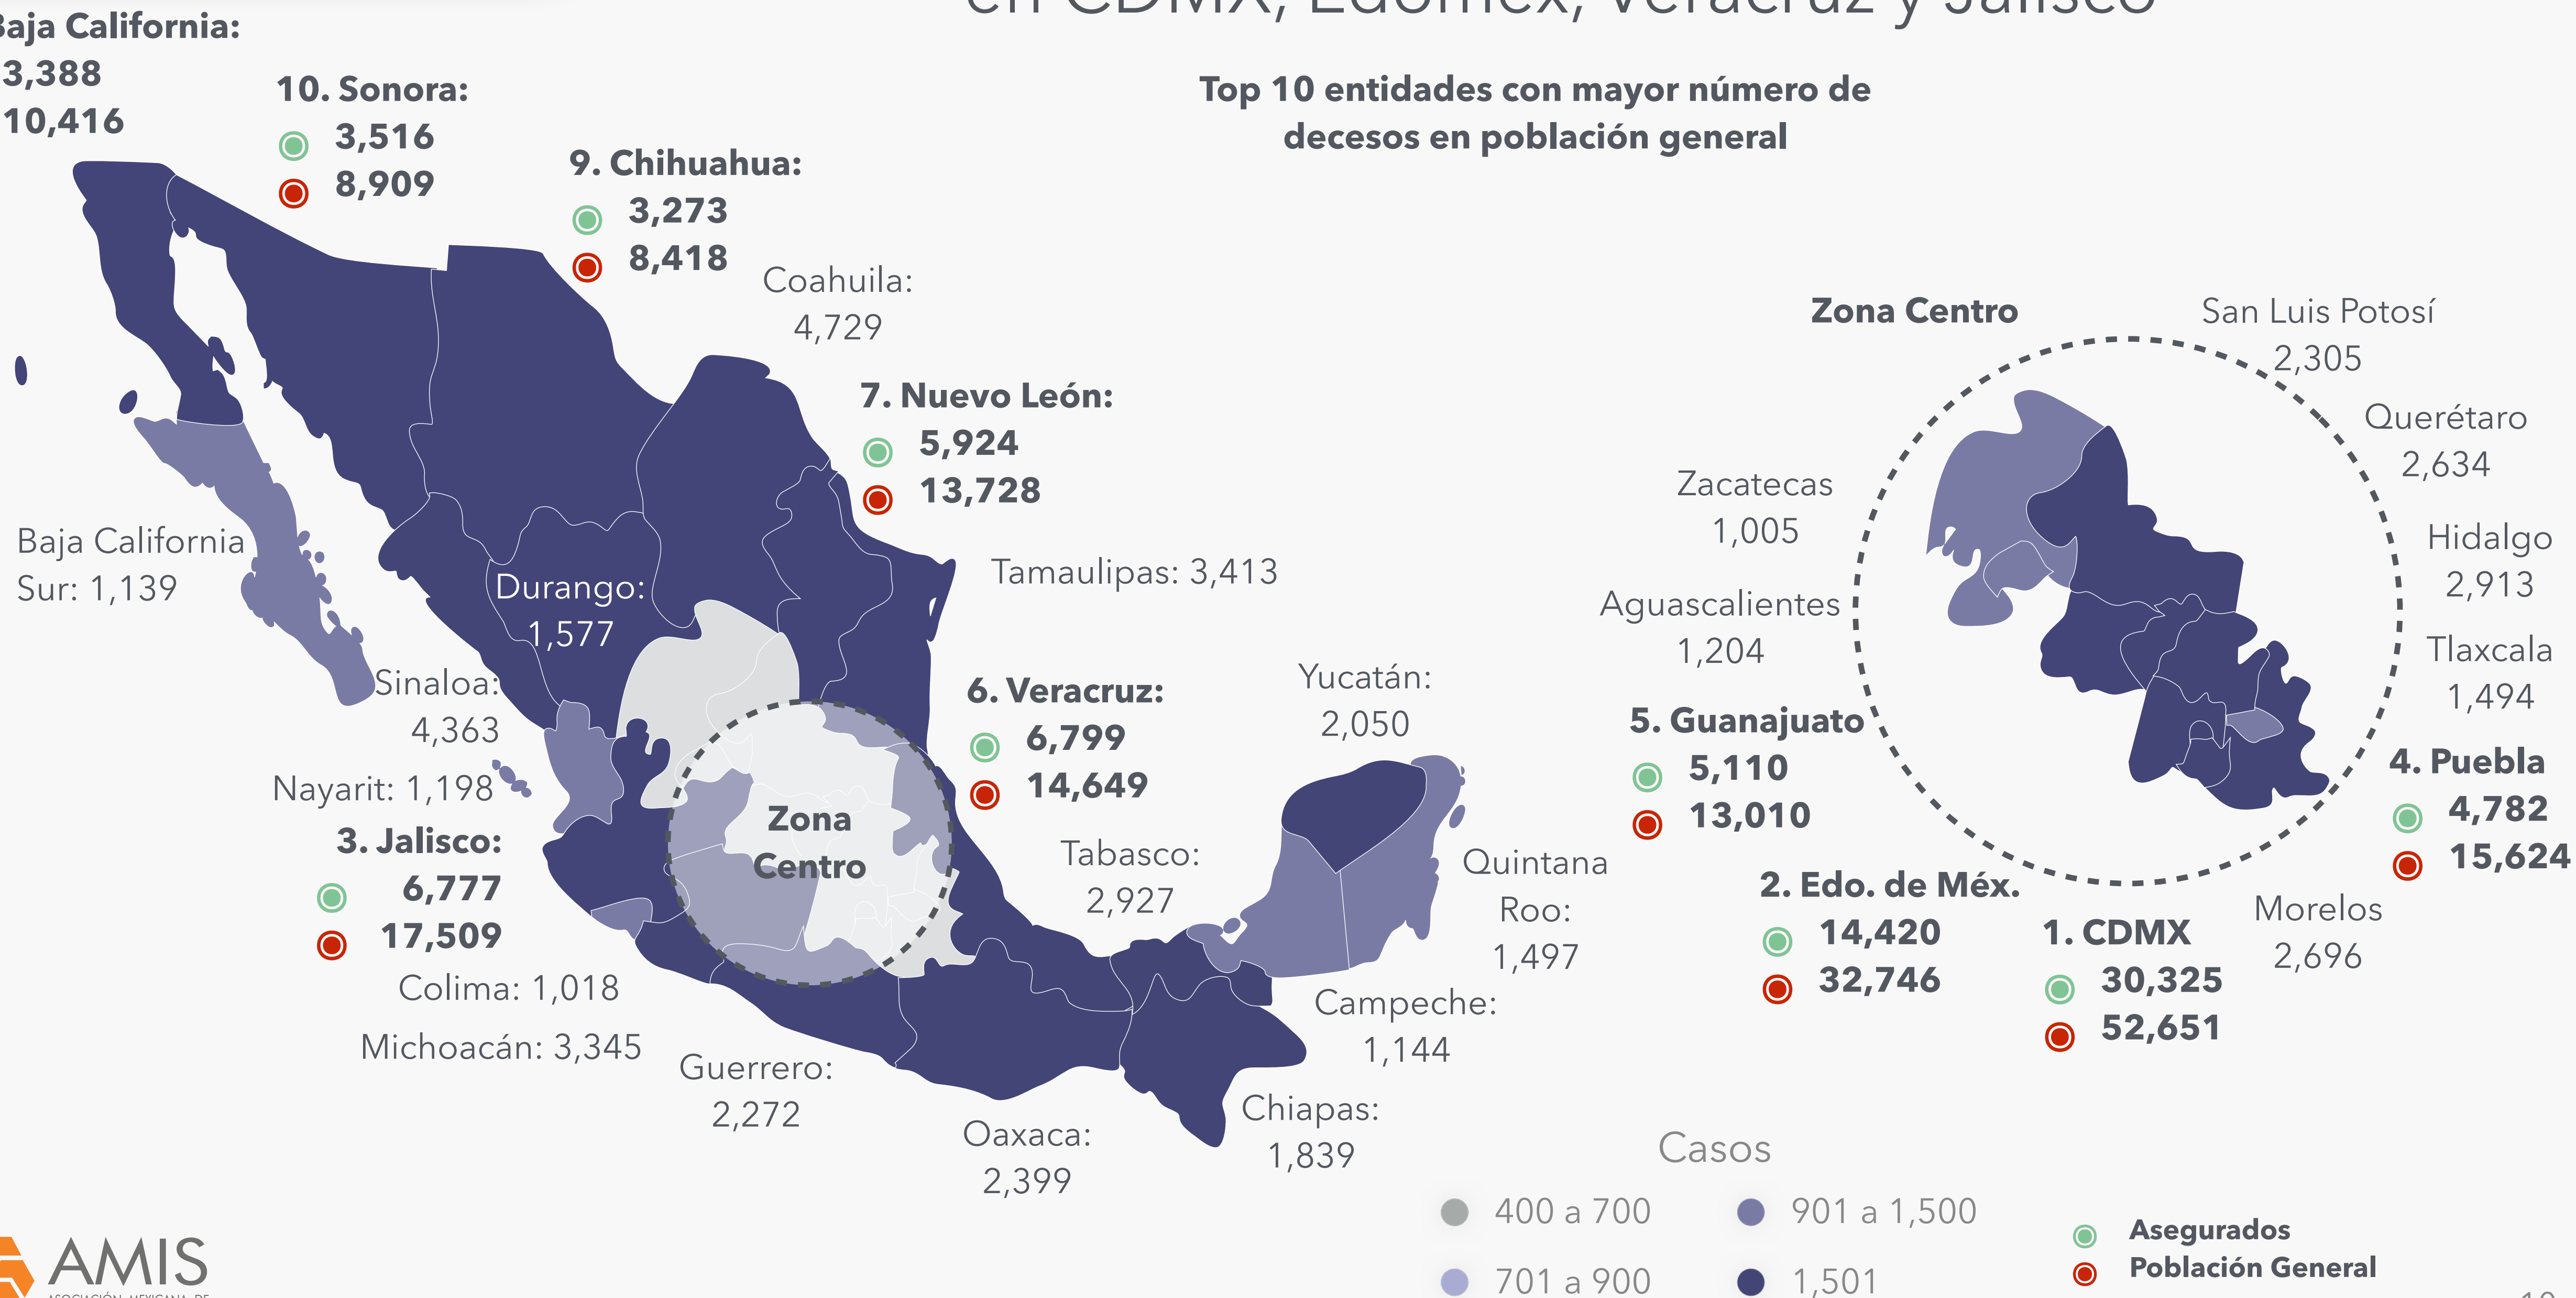 en CDMX, Edomex, Veracruz y Jalisco
Top 10 entidades con mayor número de
decesos en población general
Baja California:
3,388
10,416
10. Sonora:
3,516
8,909
9. Chihuahua:
3,273
8,418
Coahuila:
4,729
7. Nuevo León:
5,924
13,728
Tamaulipas: 3,413
Baja California
Sur: 1,139
Durango:
1,577
Sinaloa:
4,363
Nayarit: 1,198
3. Jalisco:
6,777
17,509
Colima: 1,018
Michoacán: 3,345
Guerrero:
2,272
Oaxaca:
2,399
Zona
Centro
6. Veracruz:
6,799
14,649
Tabasco:
2,927
Yucatán:
2,050
Quintana
Roo:
1,497
Campeche:
1,144
Chiapas:
1,839
Zona Centro
San Luis Potosí
2,305
Querétaro
2,634
Hidalgo
2,913
Tlaxcala
1,494
4. Puebla
4,782
15,624
Morelos
2,696
1. CDMX
30,325
52,651
2. Edo. de Méx.
14,420
32,746
5. Guanajuato
5,110
13,010
Aguascalientes
1,204
Zacatecas
1,005
Casos
400 a 700
901 a 1,500
701 a 900
1,501
Asegurados
Población General
AMIS
ASOCIACIÓN MEXICANA DE